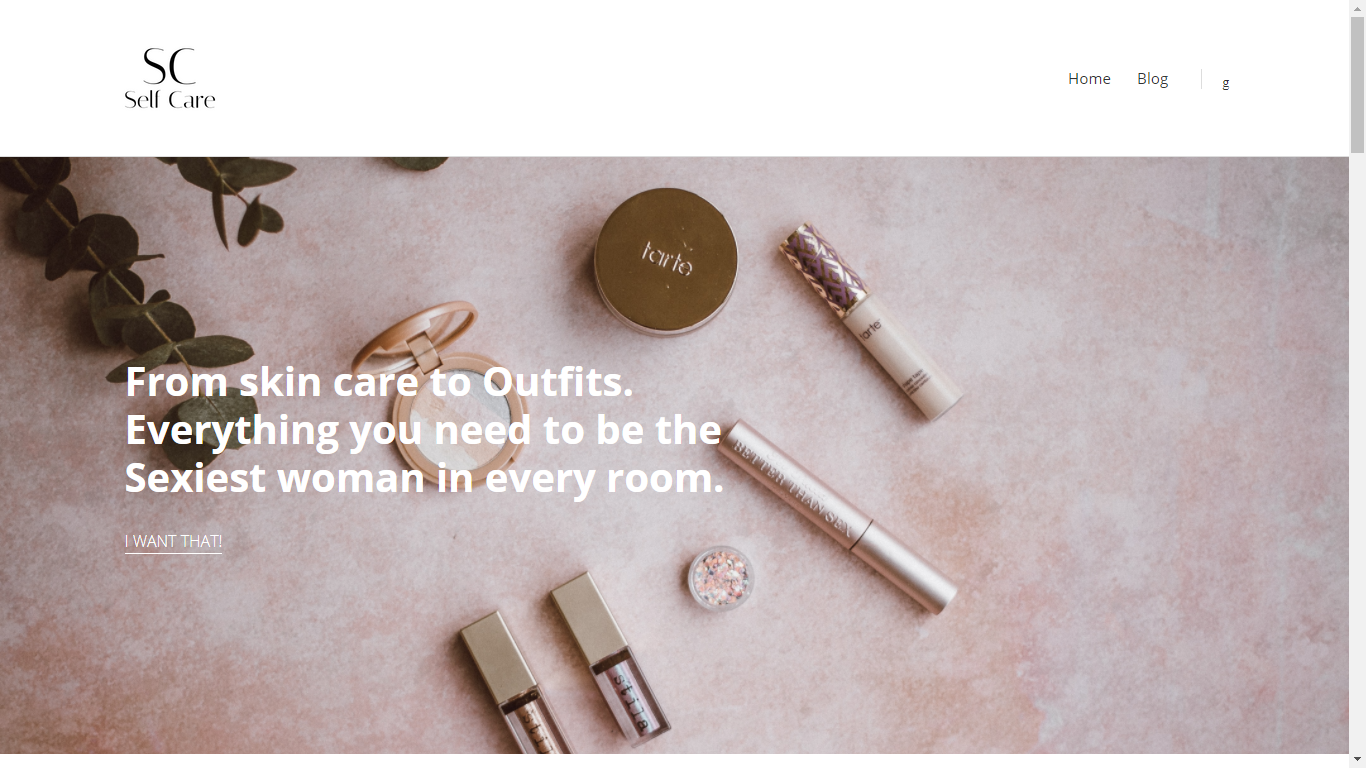 SC
Self Care
Home
Blog
g
tarte
tarte
From skin care to Outfits.
Everything you need to be the
Sexiest woman in every room.
BETTER THAN SEX
I WANT THAT!
stila